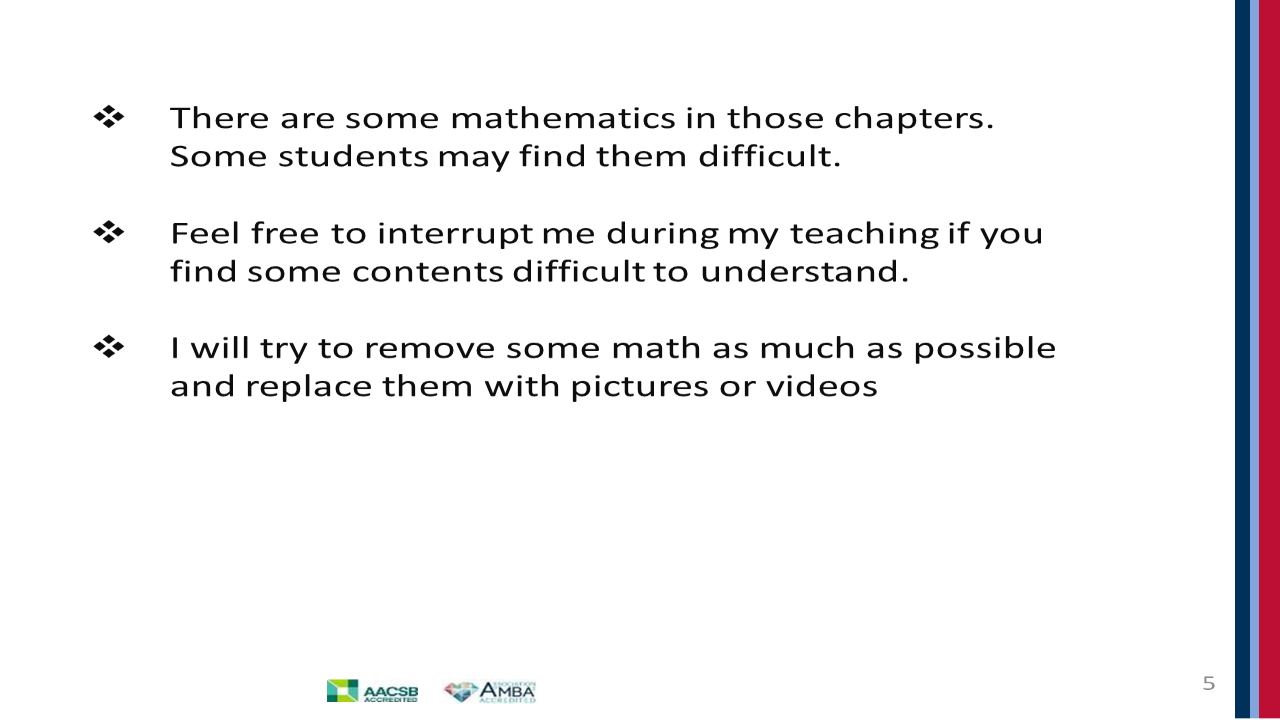 There are some mathematics in those chapters.
Some students may find them difficult.
Feel free to interrupt me during my teaching if you
find some contents difficult to understand.
I will try to remove some math as much as possible
and replace them with pictures or videos
AACSB
ACCREDITED
ASSOCIATION
AMBA
ACCREDITED
5